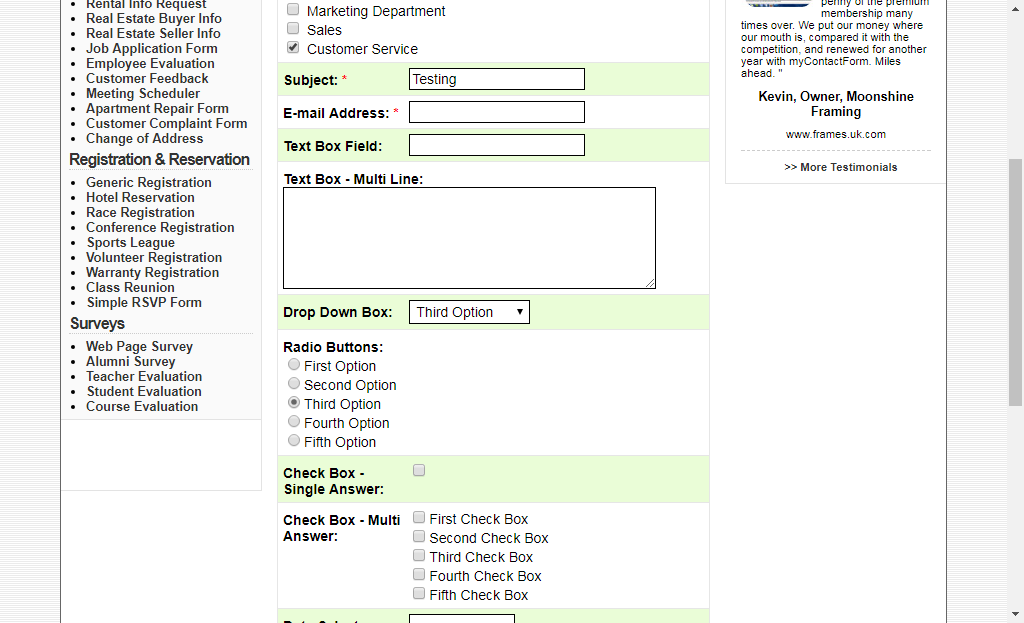 Rental Info Request
Real Estate Buyer Info
Real Estate Seller Info
Job Application Form
Employee Evaluation
Customer Feedback
Meeting Scheduler
Apartment Repair Form
Customer Complaint Form
Change of Address
Registration & Reservation
Generic Registration
Hotel Reservation
Race Registration
Conference Registration
Sports League
Volunteer Registration
Warranty Registration
Class Reunion
Simple RSVP Form
Surveys
Web Page Survey
Alumni Survey
Teacher Evaluation
Student Evaluation
Course Evaluation
Marketing Department
Sales
Customer Service
Subject: * Testing
E-mail Address: *
Text Box Field:
Text Box - Multi Line:
Drop Down Box: Third Option
Radio Buttons:
First Option
Second Option
Third Option
Fourth Option
Fifth Option
Check Box -
Single Answer:
Check Box - Multi
Answer:
First Check Box
Second Check Box
Third Check Box
Fourth Check Box
Fifth Check Box
penny of the premium
membership many
times over. We put our money where
our mouth is, compared it with the
competition, and renewed for another
year with myContactForm. Miles
ahead. "
Kevin, Owner, Moonshine
Framing
www.frames.uk.com
>> More Testimonials